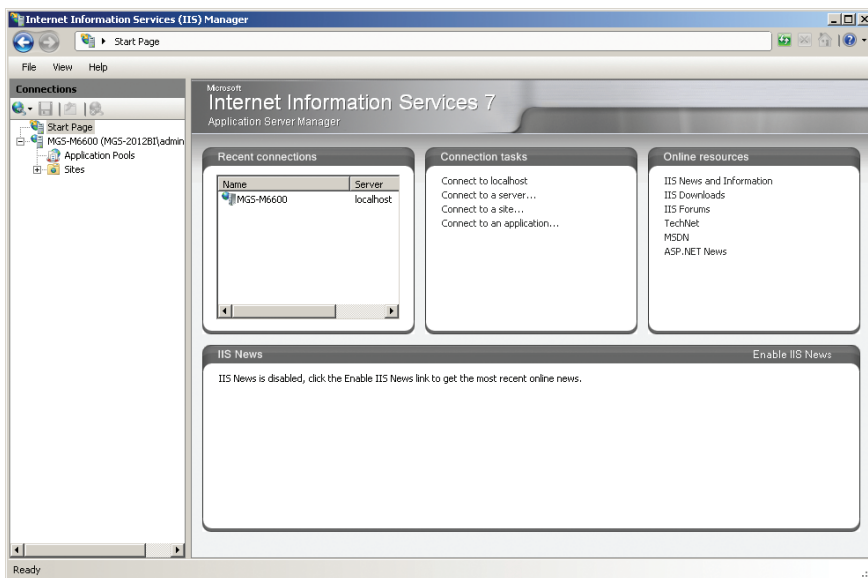 Internet Information Services (IIS) Manager
Start Page
File View Help
Connections
Start Page
MGS-M6600 (MGS-2012BI\admin
Application Pools
Sites
Microsoft
Internet Information Services 7
Application Server Manager
Recent connections
Name Server
MGS-M6600 localhost
Connection tasks
Connect to localhost
Connect to a server...
Connect to a site...
Connect to an application...
Online resources
IIS News and Information
IIS Downloads
IIS Forums
TechNet
MSDN
ASP.NET News
IIS News Enable IIS News
IIS News is disabled, click the Enable IIS News link to get the most recent online news.
Ready